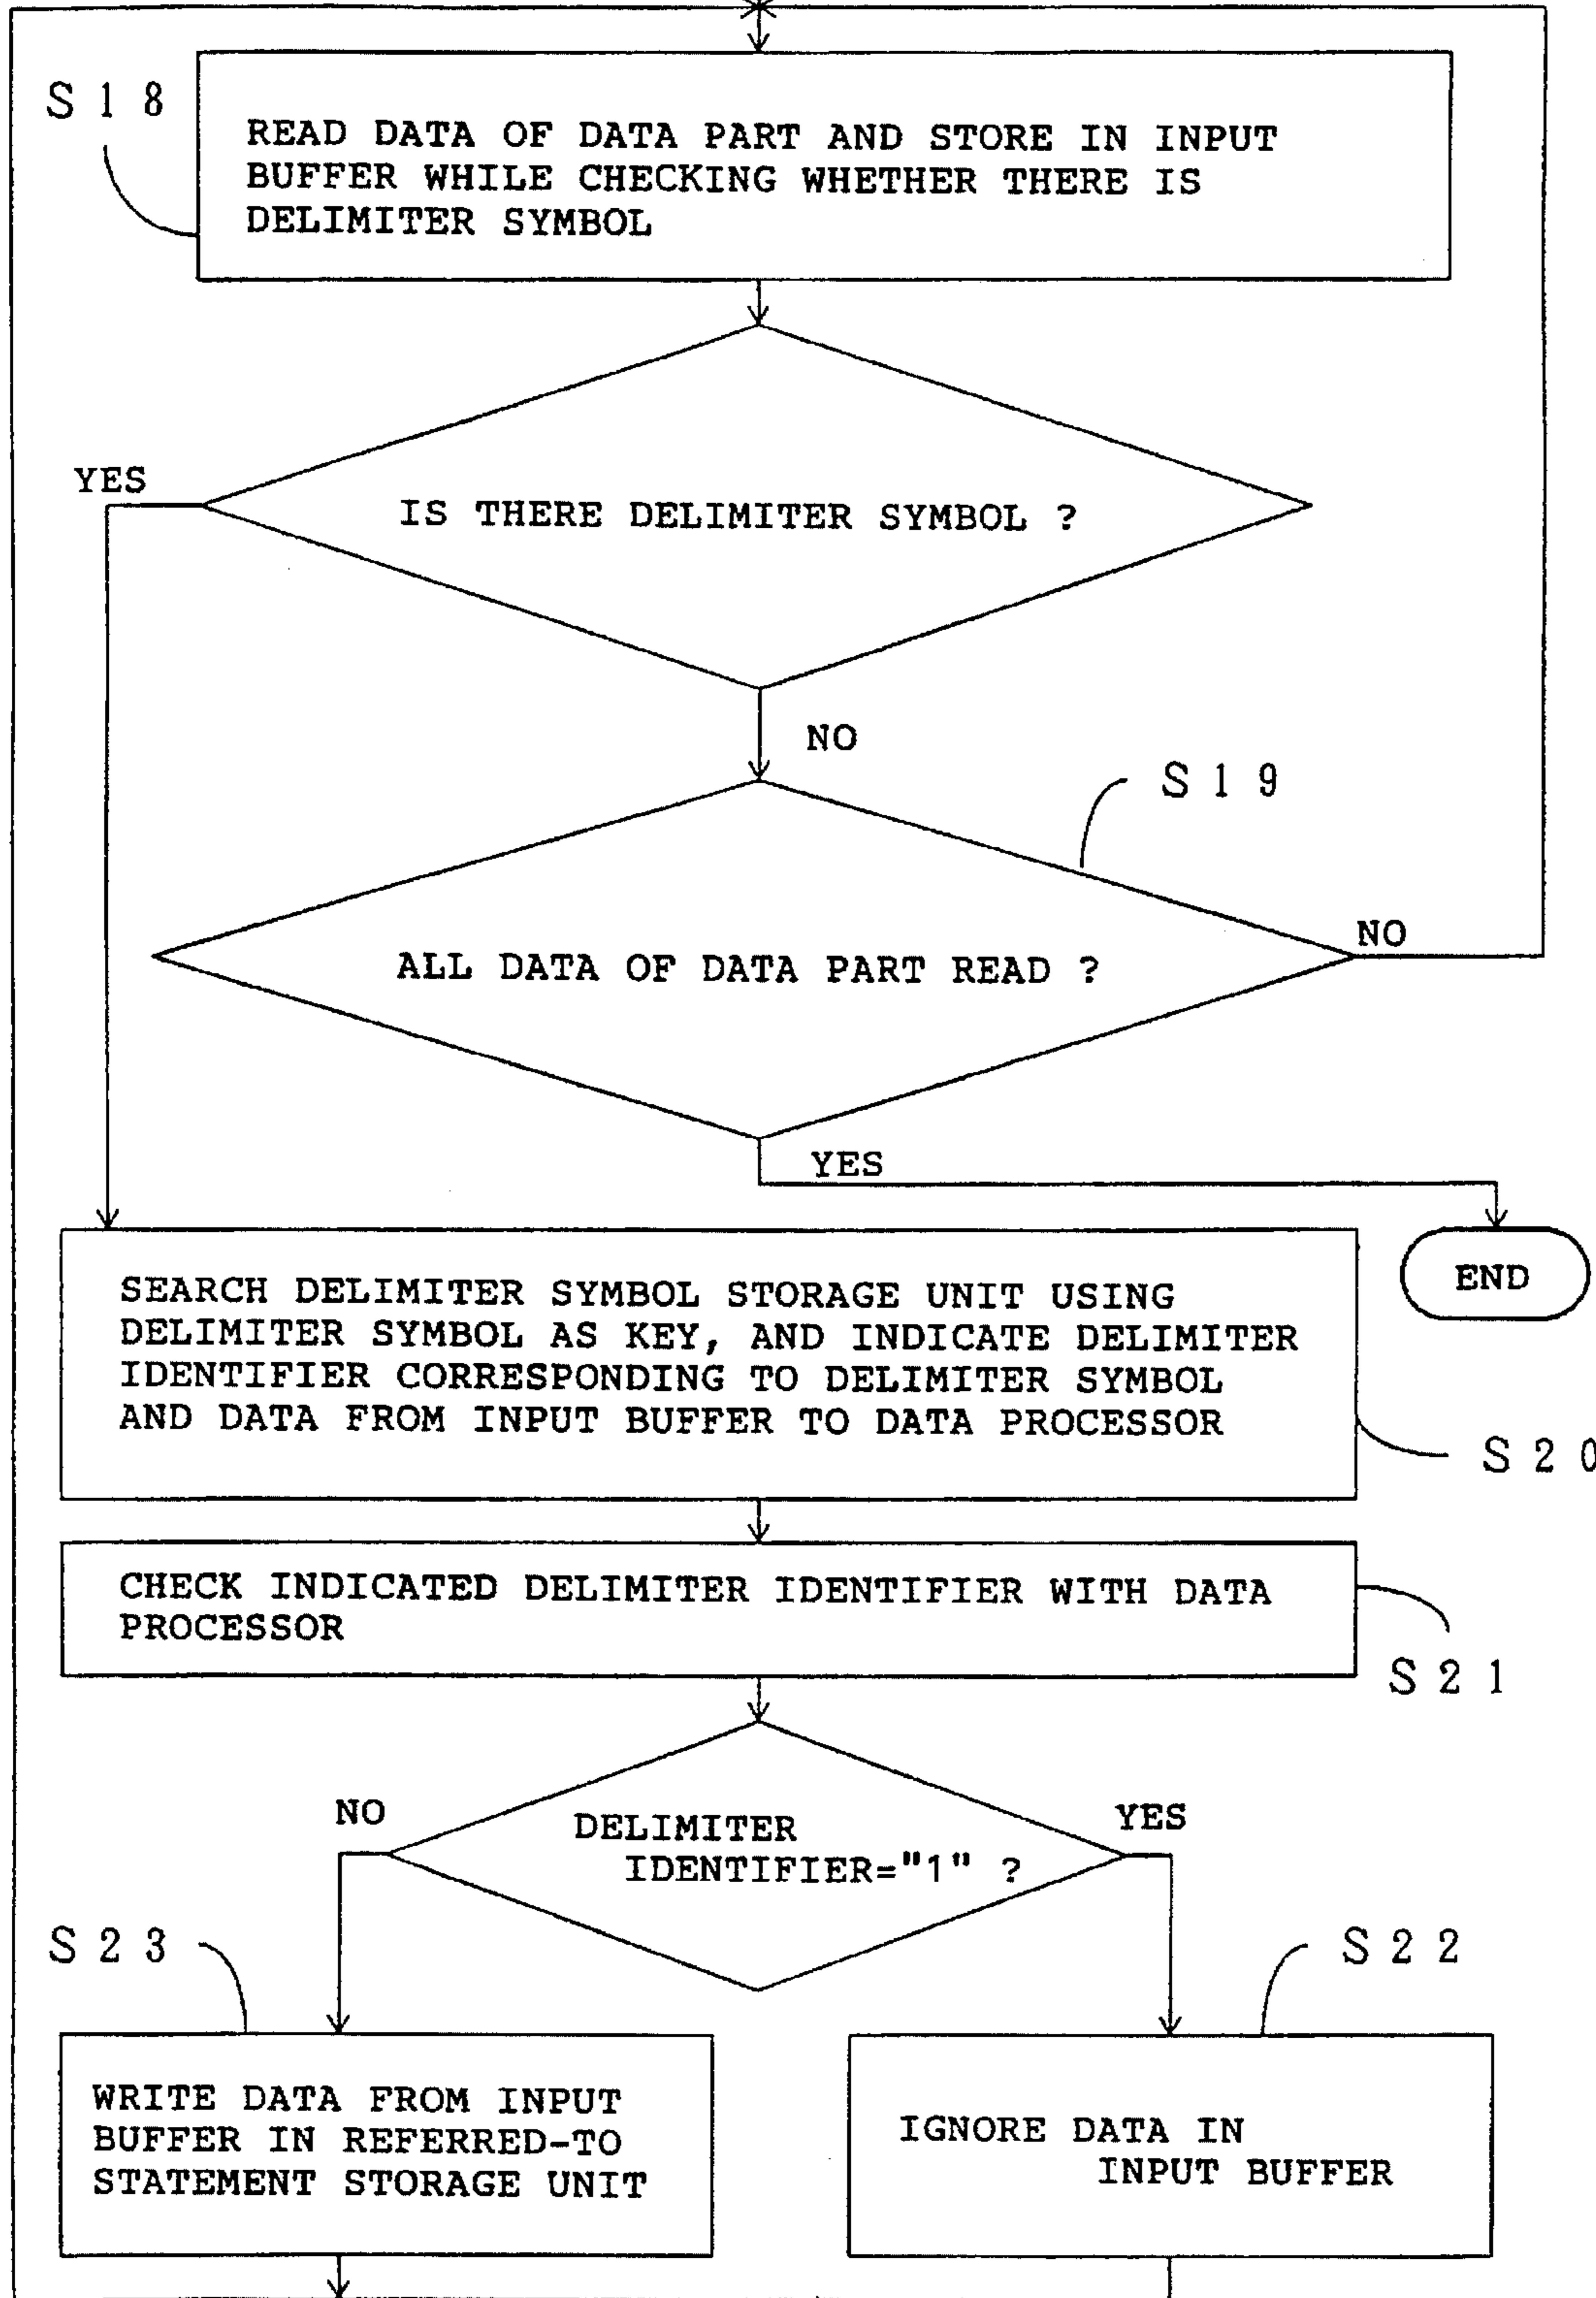 S18
READ DATA OF DATA PART AND STORE IN INPUT
BUFFER WHILE CHECKING WHETHER THERE IS
DELIMITER SYMBOL
YES
IS THERE DELIMITER SYMBOL ?
NO
S19
NO
ALL DATA OF DATA PART READ ?
YES
END
SEARCH DELIMITER SYMBOL STORAGE UNIT USING
DELIMITER SYMBOL AS KEY, AND INDICATE DELIMITER
IDENTIFIER CORRESPONDING TO DELIMITER SYMBOL
AND DATA FROM INPUT BUFFER TO DATA PROCESSOR
S20
CHECK INDICATED DELIMITER IDENTIFIER WITH DATA
PROCESSOR
S21
NO
DELIMITER
IDENTIFIER="1" ?
YES
S23
S22
WRITE DATA FROM INPUT
BUFFER IN REFERRED-TO
STATEMENT STORAGE UNIT
IGNORE DATA IN
INPUT BUFFER